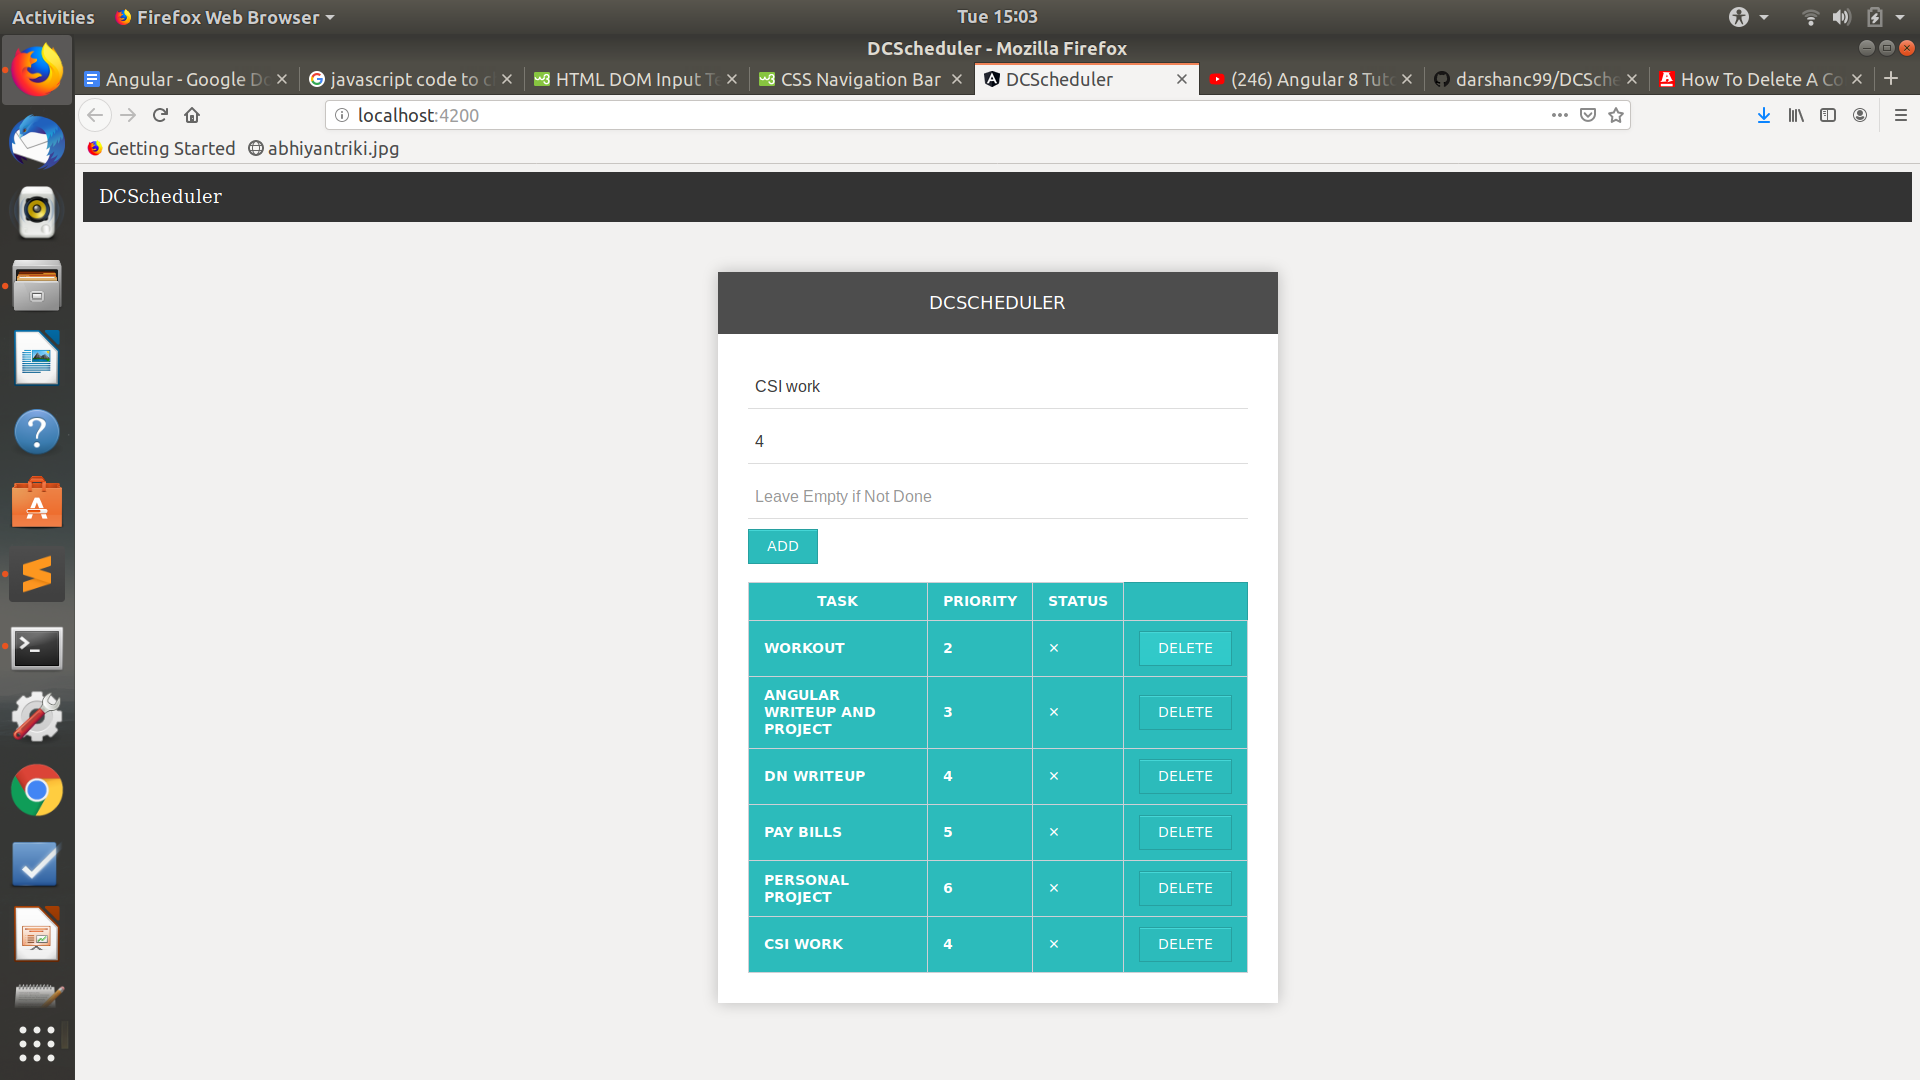 Activities Firefox Web Browser Tue 15:03
DCScheduler - Mozilla Firefox
Angular - Google Do javascript code to c HTML DOM Input Te CSS Navigation Bar DCScheduler (246) Angular 8 Tuto darshanc99/DCSche How To Delete A Co
localhost:4200
Getting Started abhiyantriki.jpg
DCScheduler
DCSCHEDULER
CSI work
4
Leave Empty if Not Done
ADD
TASK PRIORITY STATUS
WORKOUT 2 × DELETE
ANGULAR
WRITEUP AND
PROJECT 3 × DELETE
DN WRITEUP 4 × DELETE
PAY BILLS 5 × DELETE
PERSONAL
PROJECT 6 × DELETE
CSI WORK 4 × DELETE